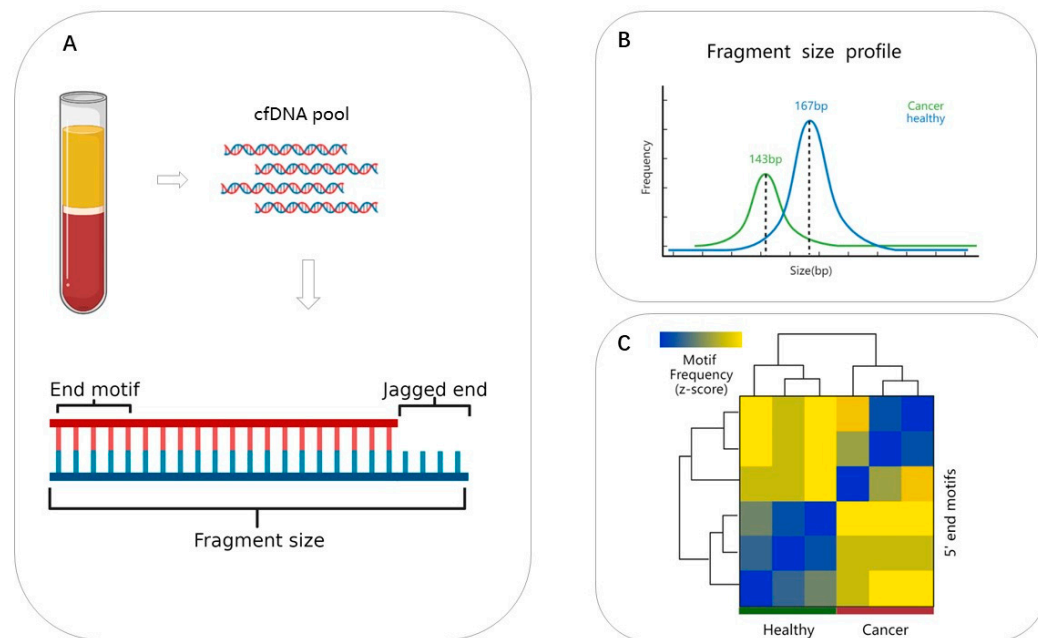 A
cfDNA pool
End motif
Jagged end
Fragment size
B
Fragment size profile
167bp
Cancer
healthy
143bp
Frequency
Size(bp)
C
Motif
Frequency
(z-score)
5' end motifs
Healthy
Cancer